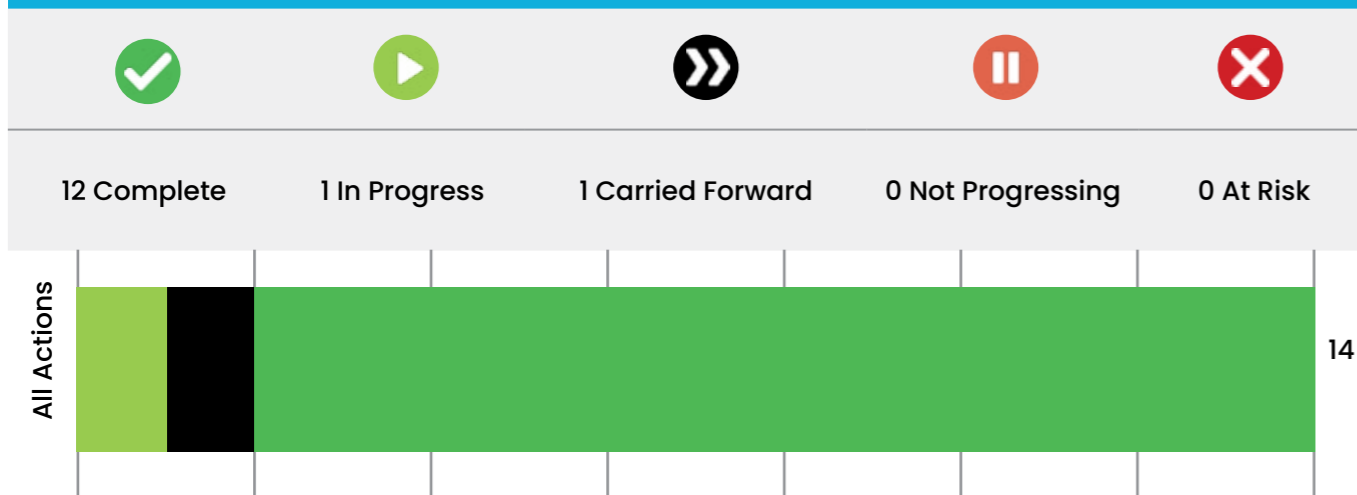 12 Complete
1 In Progress
1 Carried Forward
0 Not Progressing
0 At Risk
All Actions
14